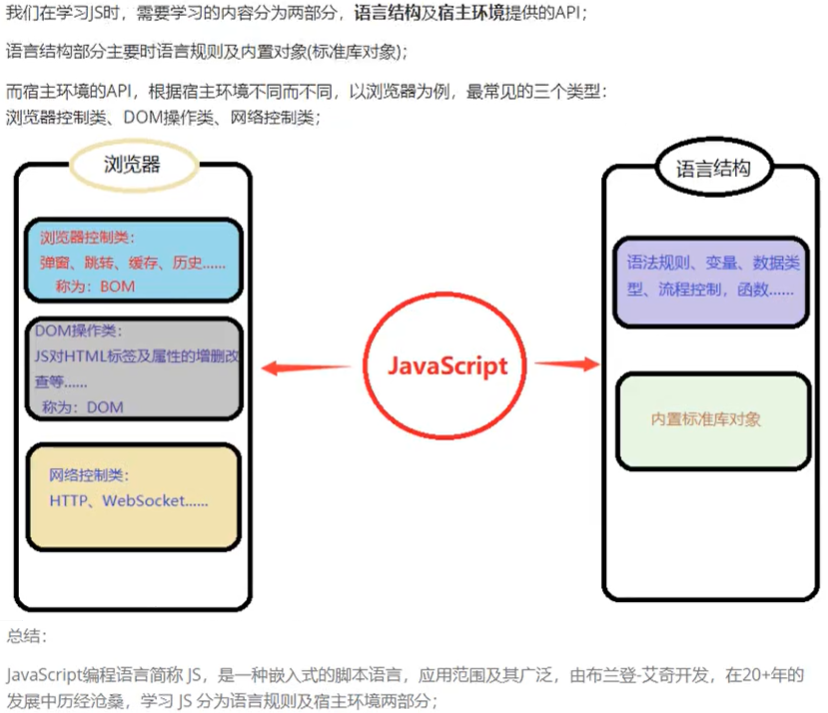 我们在学习JS时，需要学习的内容分为两部分，语言结构及宿主环境提供的API；
语言结构部分主要时语言规则及内置对象(标准库对象)；
而宿主环境的API，根据宿主环境不同而不同，以浏览器为例，最常见的三个类型：
浏览器控制类、DOM操作类、网络控制类；
浏览器
浏览器控制类：
弹窗、跳转、缓存、历史......
称为：BOM
DOM操作类：
JS对HTML标签及属性的增删改
查等......
称为：DOM
网络控制类：
HTTP、WebSocket......
JavaScript
语言结构
语法规则、变量、数据类
型、流程控制，函数......
内置标准库对象
总结：
JavaScript编程语言简称 JS，是一种嵌入式的脚本语言，应用范围及其广泛，由布兰登-艾奇开发，在20+年的
发展中历经沧桑，学习 JS 分为语言规则及宿主环境两部分；